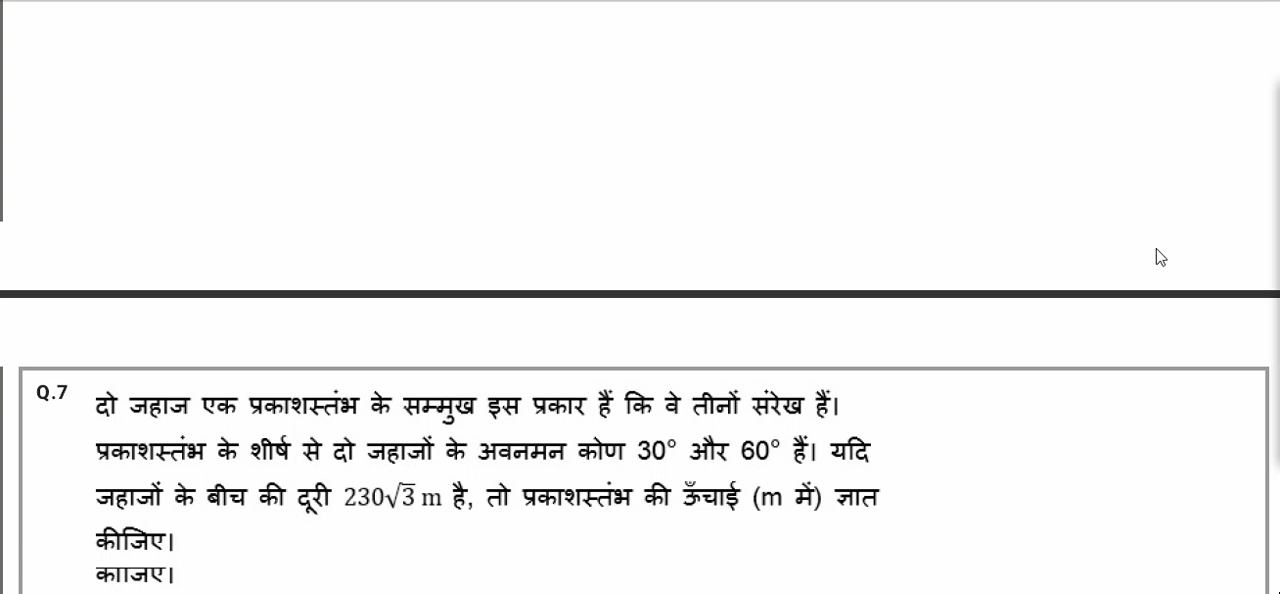 Q.7 दो जहाज एक प्रकाशस्तंभ के सम्मुख इस प्रकार हैं कि वे तीनों संरेख हैं।
प्रकाशस्तंभ के शीर्ष से दो जहाजों के अवनमन कोण 30° और 60° हैं। यदि
जहाजों के बीच की दूरी 230√3 m है, तो प्रकाशस्तंभ की ऊँचाई (m में) ज्ञात
कीजिए।